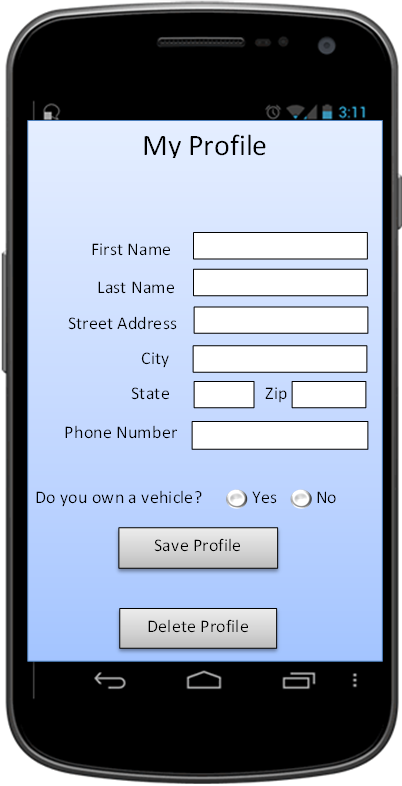 3:11
My Profile
First Name
Last Name
Street Address
City
State Zip
Phone Number
Do you own a vehicle? Yes No
Save Profile
Delete Profile